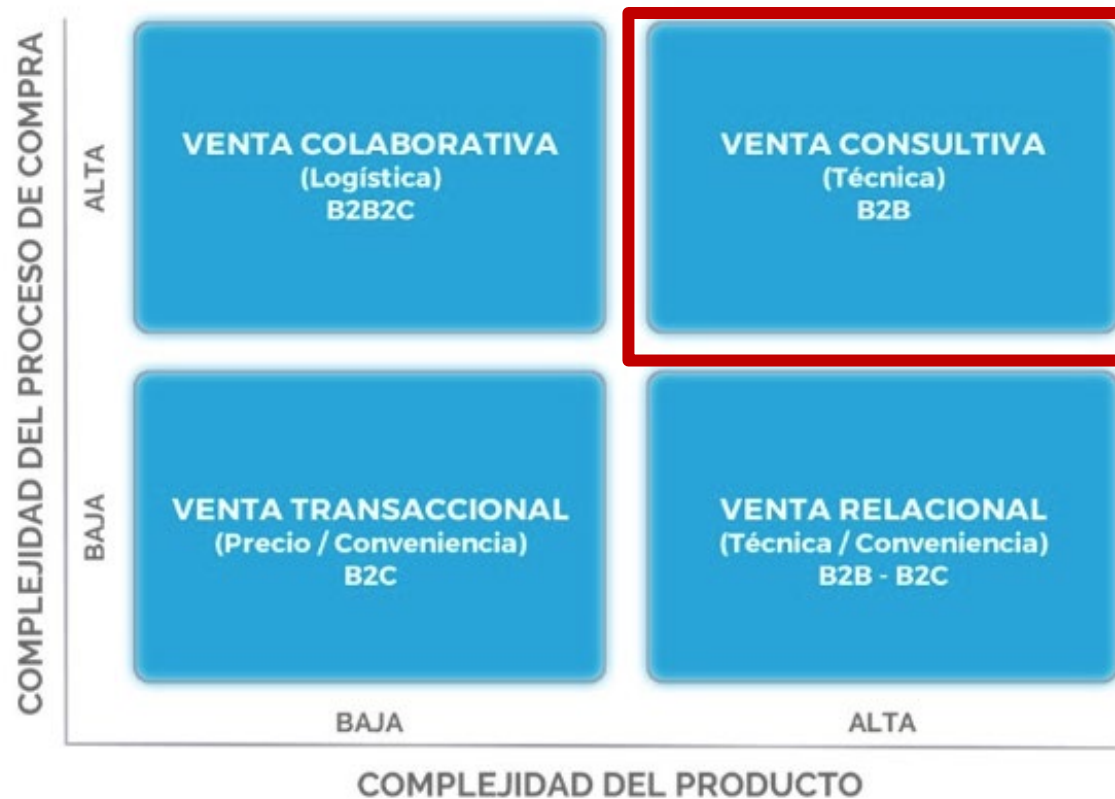 COMPLEJIDAD DEL PROCESO DE COMPRA
ALTA
VENTA COLABORATIVA
(Logística)
B2B2C
VENTA CONSULTIVA
(Técnica)
B2B
BAJA
VENTA TRANSACCIONAL
(Precio / Conveniencia)
B2C
VENTA RELACIONAL
(Técnica / Conveniencia)
B2B - B2C
BAJA
ALTA
COMPLEJIDAD DEL PRODUCTO